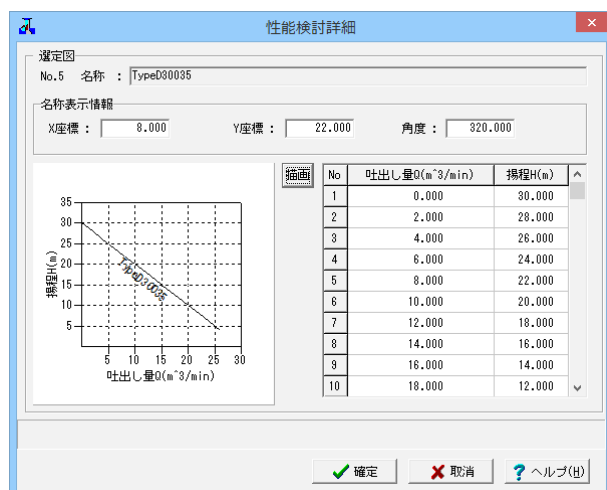 性能検討詳細
選定図
No.5 名称 : TypeD30035
名称表示情報
X座標 : 8.000 Y座標 : 22.000 角度 : 320.000
描画
35
30
25
20
15
10
5
揚程H(m)
TypeD30035
5 10 15 20 25 30
吐出し量Q(m^3/min)
No 吐出し量Q(m^3/min) 揚程H(m)
1 0.000 30.000
2 2.000 28.000
3 4.000 26.000
4 6.000 24.000
5 8.000 22.000
6 10.000 20.000
7 12.000 18.000
8 14.000 16.000
9 16.000 14.000
10 18.000 12.000
確定 取消 ? ヘルプ(H)